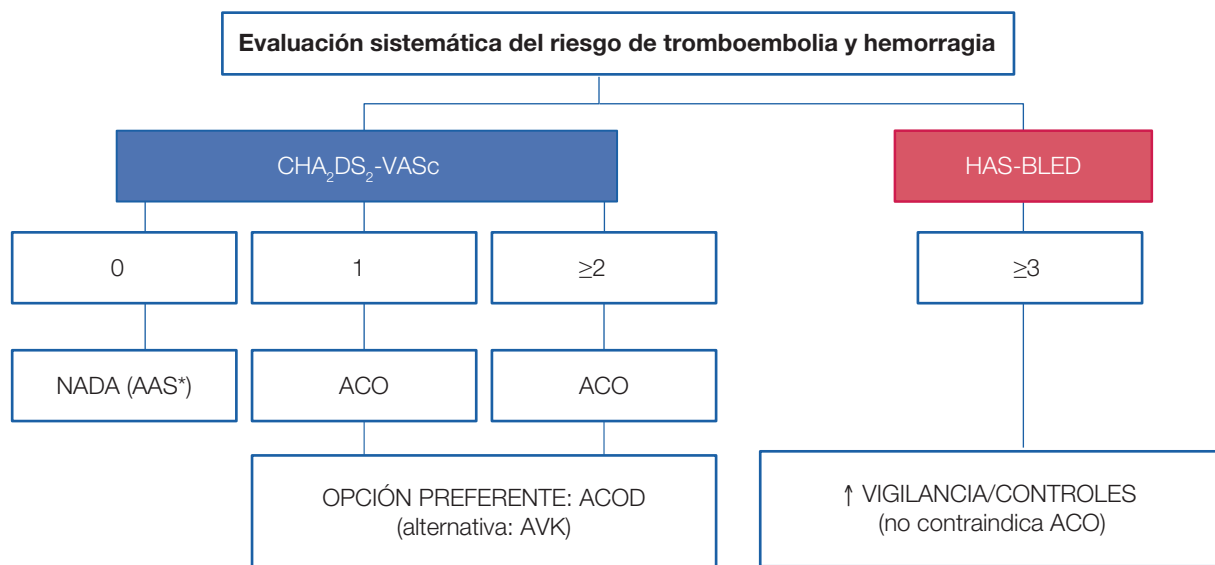 Evaluación sistemática del riesgo de tromboembolia y hemorragia
CHA₂DS₂-VASc
HAS-BLED
0
1
≥2
≥3
NADA (AAS*)
ACO
ACO
OPCIÓN PREFERENTE: ACOD
(alternativa: AVK)
↑ VIGILANCIA/CONTROLES
(no contraindica ACO)